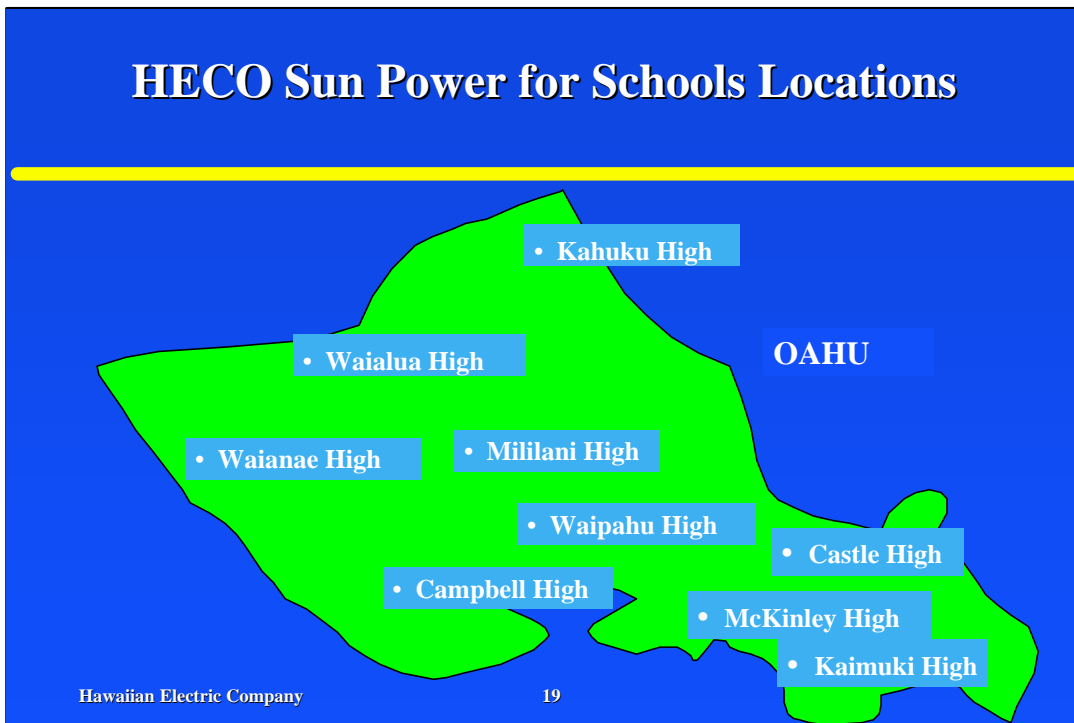 HECO Sun Power for Schools Locations
• Kahuku High
OAHU
• Waialua High
• Waianae High
• Mililani High
• Waipahu High
• Castle High
• Campbell High
• McKinley High
• Kaimuki High
Hawaiian Electric Company
19